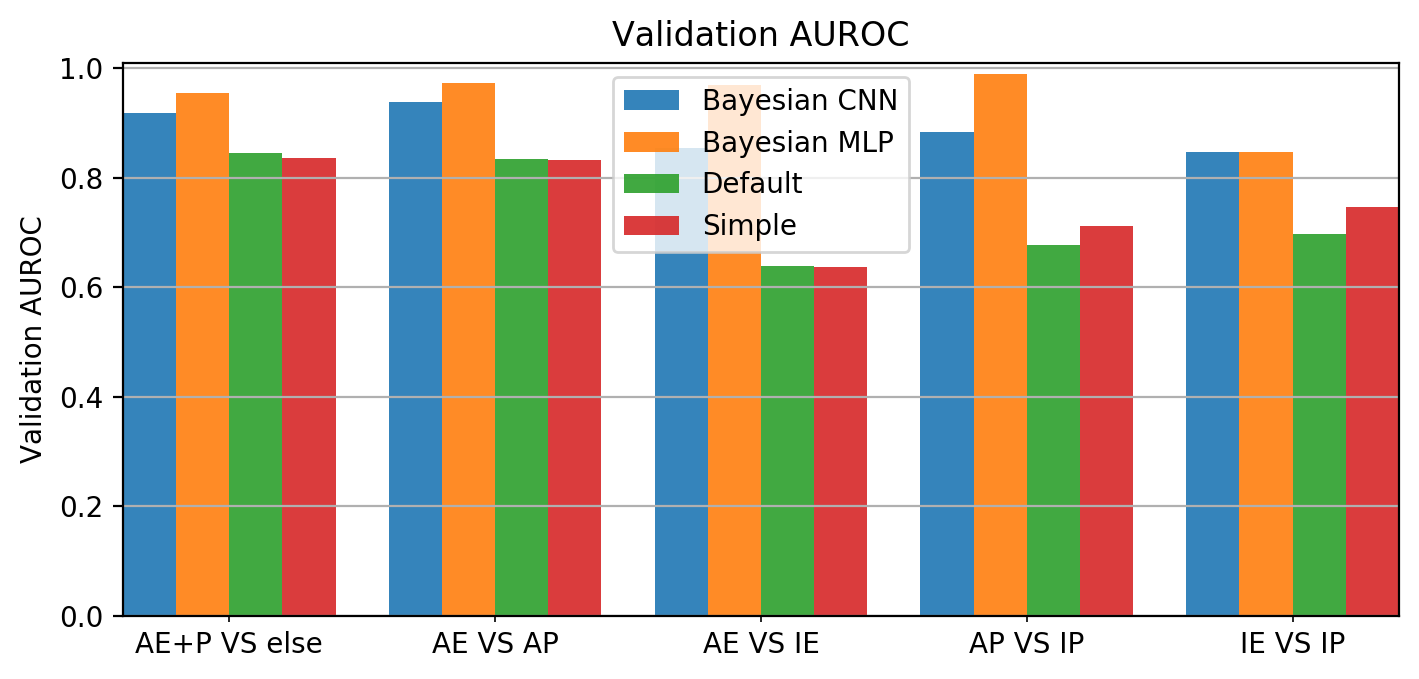 Validation AUROC
Validation AUROC
1.0
0.8
0.6
0.4
0.2
0.0
Bayesian CNN
Bayesian MLP
Default
Simple
AE+P VS else
AE VS AP
AE VS IE
AP VS IP
IE VS IP